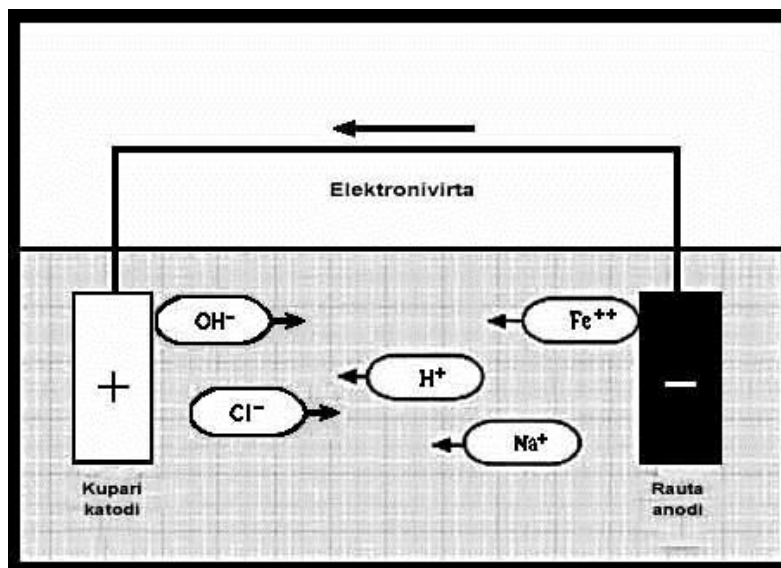 Elektronivirta
OH⁻
Fe⁺⁺
H⁺
Cl⁻
Na⁺
+
−
Kupari
katodi
Rauta
anodi